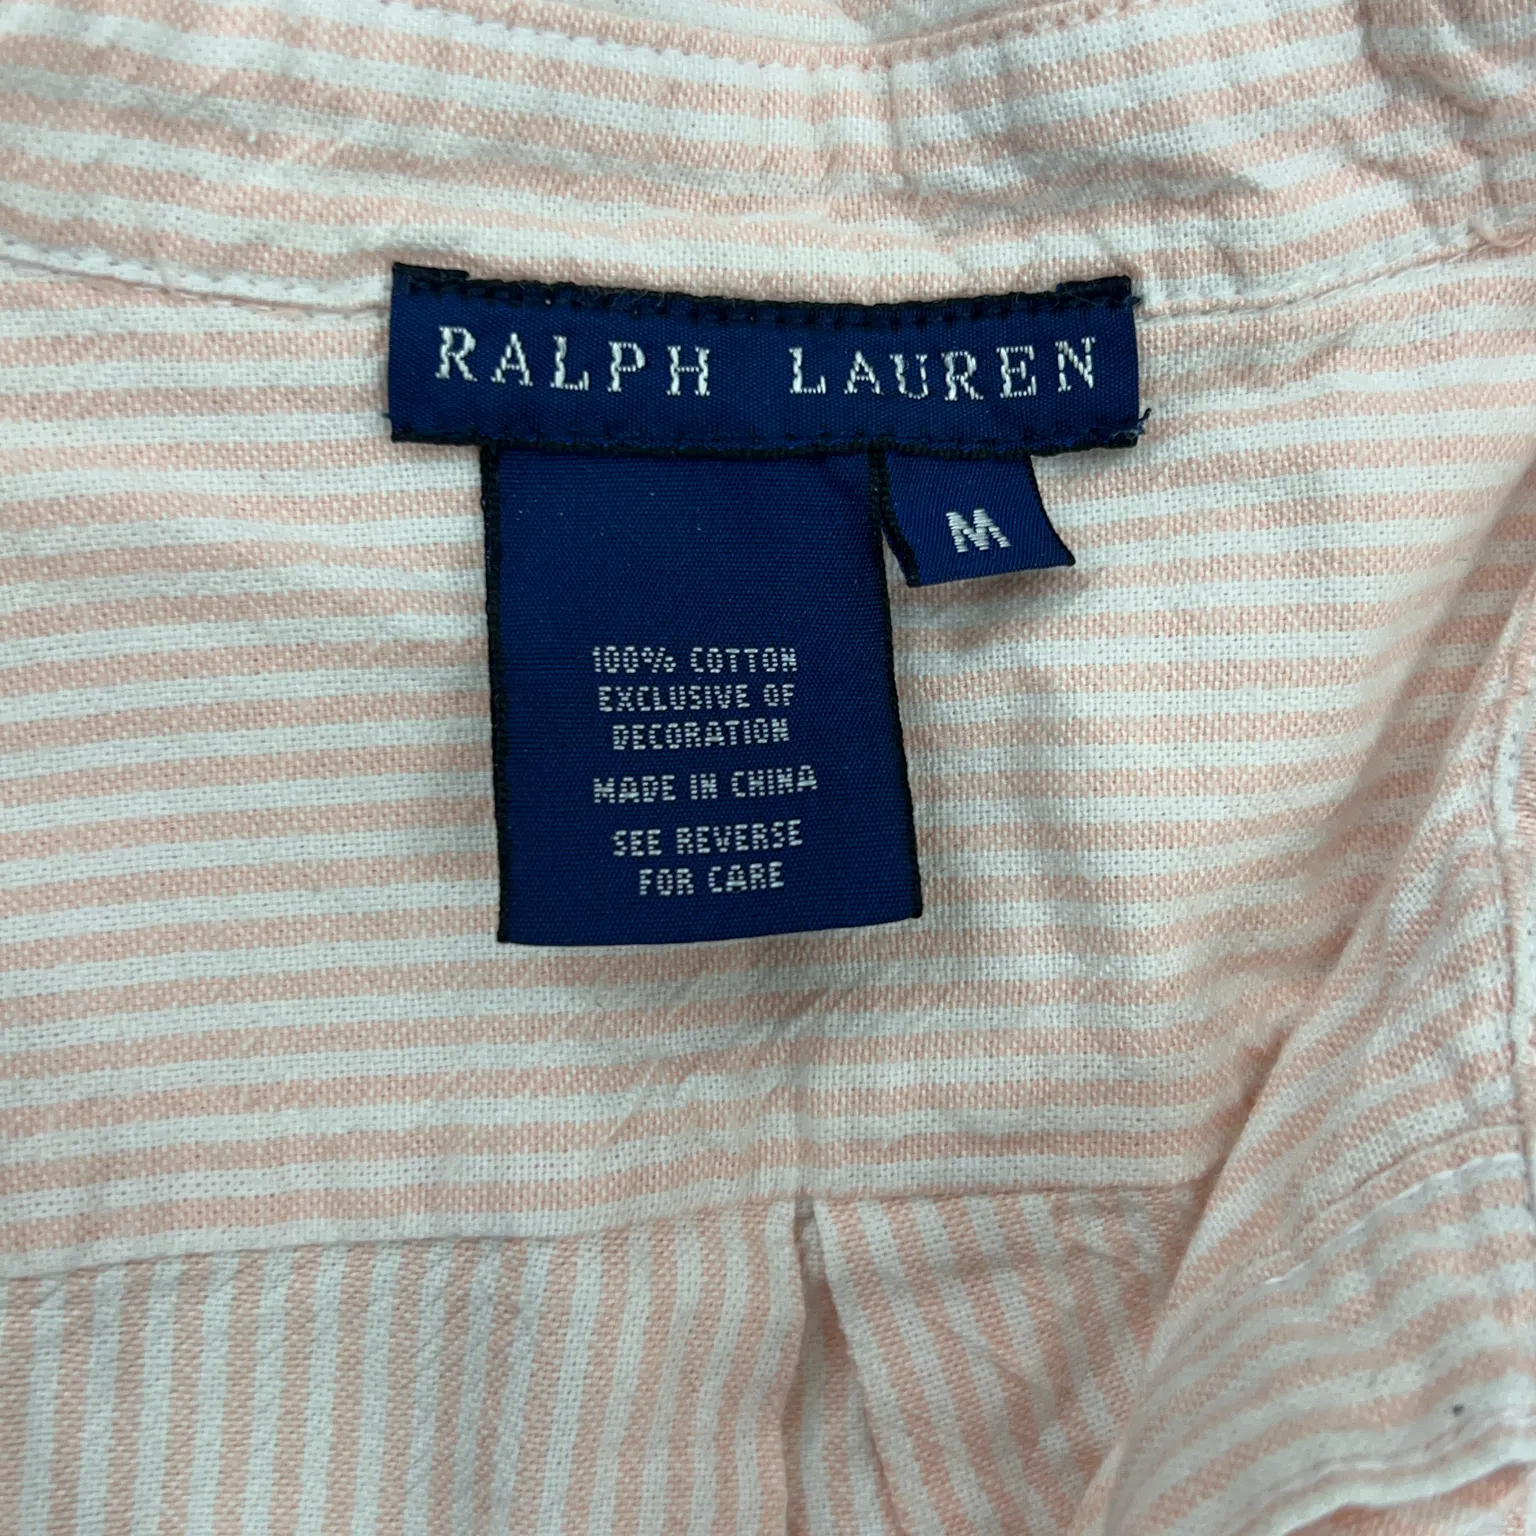 RALPH LAUREN
M
100% COTTON
EXCLUSIVE OF
DECORATION
MADE IN CHINA
SEE REVERSE
FOR CARE